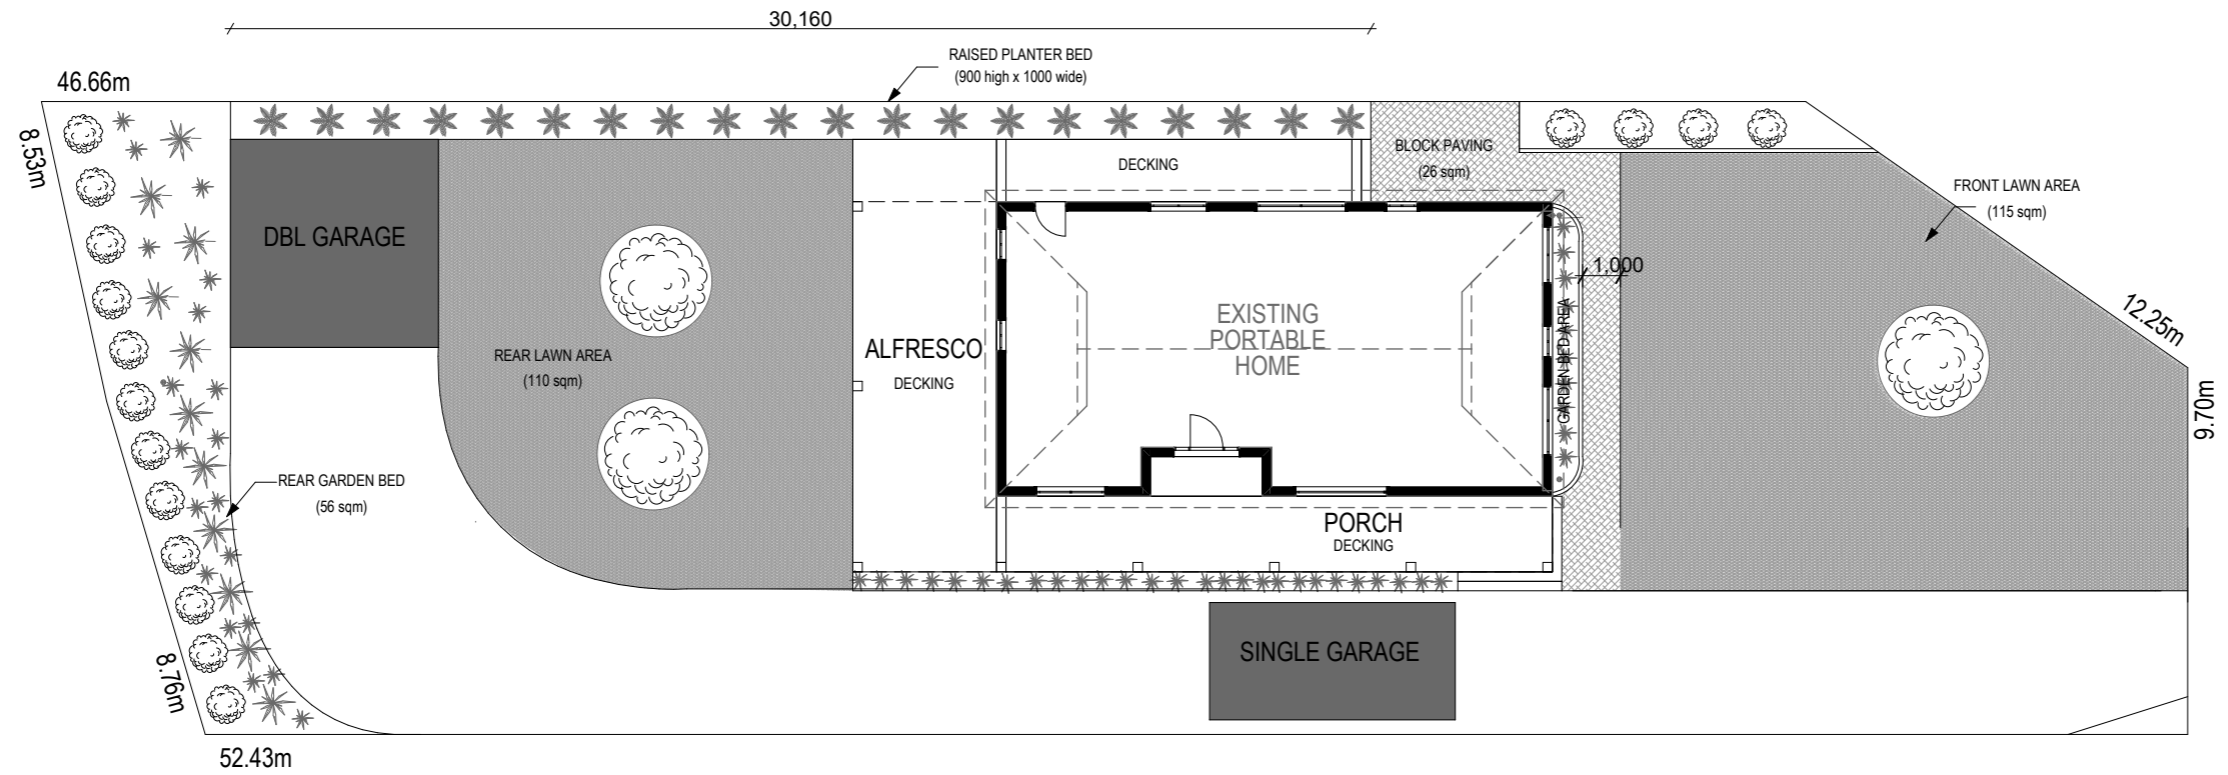 30,160
RAISED PLANTER BED
(900 high x 1000 wide)
46.66m
8.53m
DECKING
BLOCK PAVING
(26 sqm)
FRONT LAWN AREA
(115 sqm)
DBL GARAGE
1,000
EXISTING
PORTABLE
HOME
GARDEN BED AREA
12.25m
REAR LAWN AREA
(110 sqm)
ALFRESCO
DECKING
9.70m
REAR GARDEN BED
(56 sqm)
PORCH
DECKING
SINGLE GARAGE
8.76m
52.43m